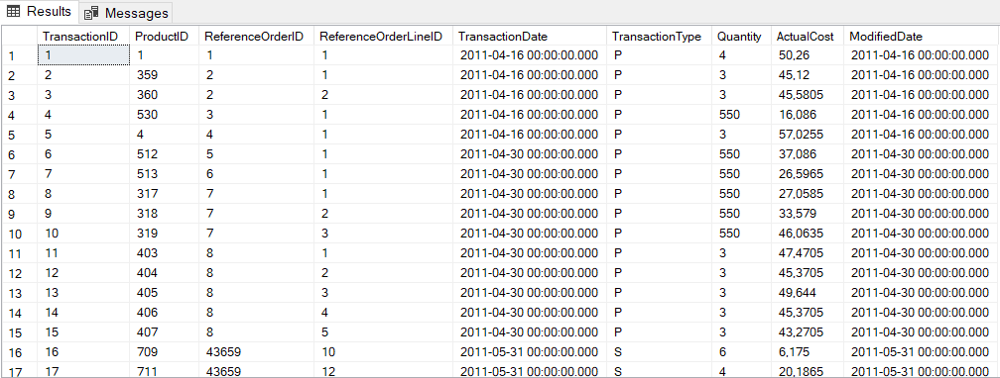 Results Messages
TransactionID ProductID ReferenceOrderID ReferenceOrderLineID TransactionDate TransactionType Quantity ActualCost ModifiedDate
1 1 1 1 1 2011-04-16 00:00:00.000 P 4 50,26 2011-04-16 00:00:00.000
2 2 359 2 1 2011-04-16 00:00:00.000 P 3 45,12 2011-04-16 00:00:00.000
3 3 360 2 2 2011-04-16 00:00:00.000 P 3 45,5805 2011-04-16 00:00:00.000
4 4 530 3 1 2011-04-16 00:00:00.000 P 550 16,086 2011-04-16 00:00:00.000
5 5 4 4 1 2011-04-16 00:00:00.000 P 3 57,0255 2011-04-16 00:00:00.000
6 6 512 5 1 2011-04-30 00:00:00.000 P 550 37,086 2011-04-30 00:00:00.000
7 7 513 6 1 2011-04-30 00:00:00.000 P 550 26,5965 2011-04-30 00:00:00.000
8 8 317 7 1 2011-04-30 00:00:00.000 P 550 27,0585 2011-04-30 00:00:00.000
9 9 318 7 2 2011-04-30 00:00:00.000 P 550 33,579 2011-04-30 00:00:00.000
10 10 319 7 3 2011-04-30 00:00:00.000 P 550 46,0635 2011-04-30 00:00:00.000
11 11 403 8 1 2011-04-30 00:00:00.000 P 3 47,4705 2011-04-30 00:00:00.000
12 12 404 8 2 2011-04-30 00:00:00.000 P 3 45,3705 2011-04-30 00:00:00.000
13 13 405 8 3 2011-04-30 00:00:00.000 P 3 49,644 2011-04-30 00:00:00.000
14 14 406 8 4 2011-04-30 00:00:00.000 P 3 45,3705 2011-04-30 00:00:00.000
15 15 407 8 5 2011-04-30 00:00:00.000 P 3 43,2705 2011-04-30 00:00:00.000
16 16 709 43659 10 2011-05-31 00:00:00.000 S 6 6,175 2011-05-31 00:00:00.000
17 17 711 43659 12 2011-05-31 00:00:00.000 S 4 20,1865 2011-05-31 00:00:00.000